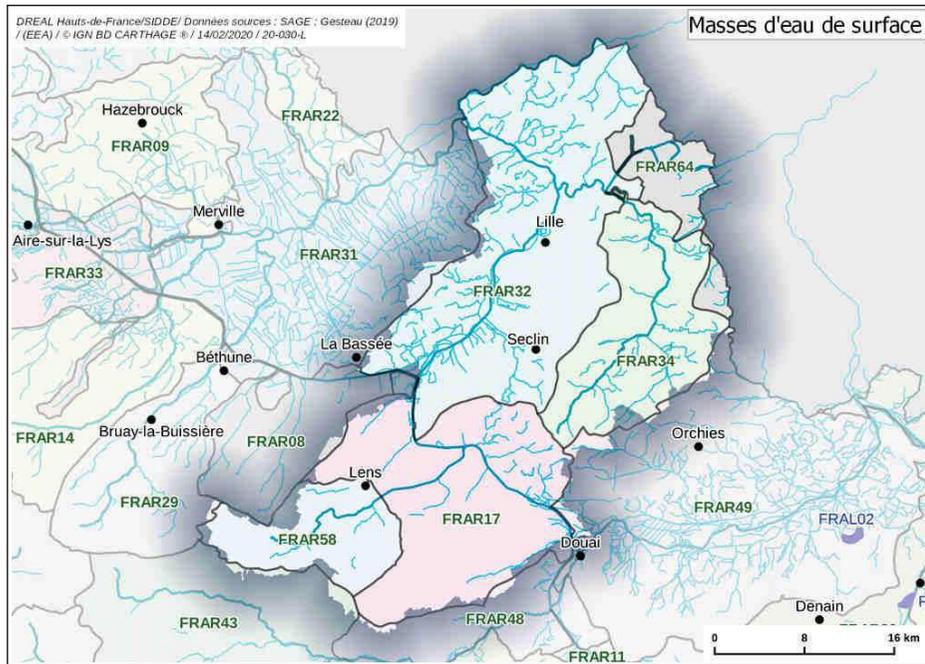 DREAL Hauts-de-France/SIDDE/ Données sources : SAGE ; Gesteau (2019)
/ (EEA) / © IGN BD CARTHAGE ® / 14/02/2020 / 20-030-L
Masses d'eau de surface
Hazebrouck
FRAR22
FRAR09
FRAR64
Merville
Lille
Aire-sur-la-Lys
FRAR31
FRAR33
FRAR32
La Bassée
Seclin
Béthune
FRAR34
Bruay-la-Buissière
FRAR14
FRAR08
Orchies
Lens
FRAR29
FRAR17
FRAR49
FRAL02
FRAR58
Douai
Denain
FRAR43
FRAR48
FRAR11
0 8 16 km